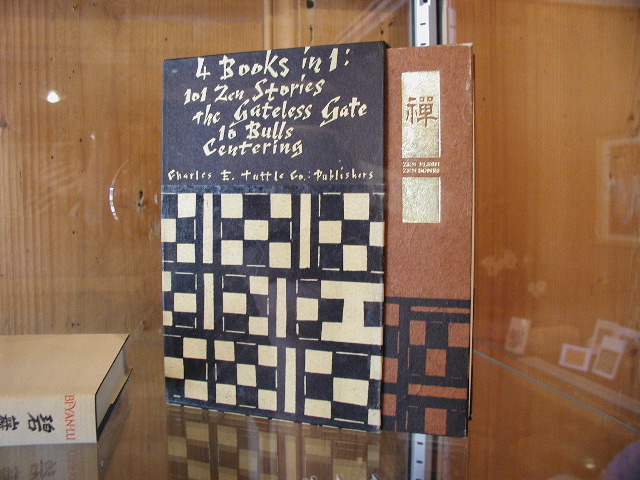 4 Books in 1:
101 Zen Stories
The Gateless Gate
10 Bulls
Centering
Charles E. Tuttle Co.: Publishers
禪
ZEN FLESH
ZEN BONES
BI-YAN-LU
碧